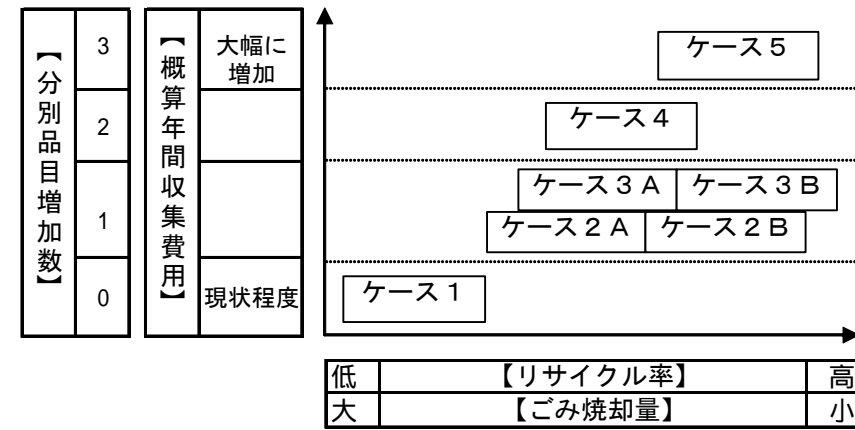 【分別品目増加数】
3
2
1
0
【概算年間収集費用】
大幅に
増加
現状程度
ケース5
ケース4
ケース3A ケース3B
ケース2A ケース2B
ケース1
低 【リサイクル率】 高
大 【ごみ焼却量】 小